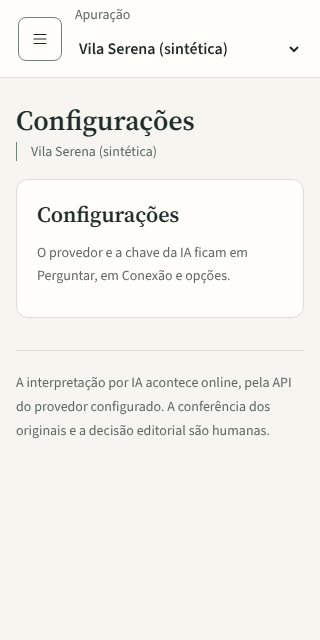 Apuração
Vila Serena (sintética)
Configurações
Vila Serena (sintética)
Configurações
O provedor e a chave da IA ficam em
Perguntar, em Conexão e opções.
A interpretação por IA acontece online, pela API
do provedor configurado. A conferência dos
originais e a decisão editorial são humanas.